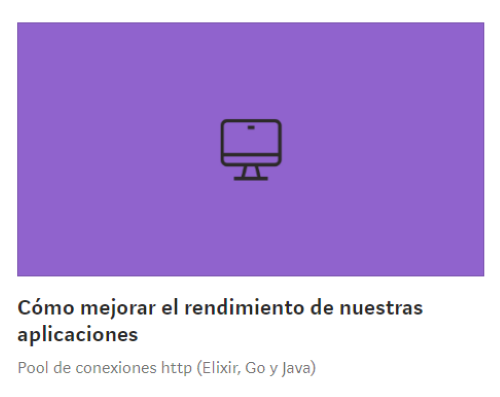 Cómo mejorar el rendimiento de nuestras
aplicaciones
Pool de conexiones http (Elixir, Go y Java)